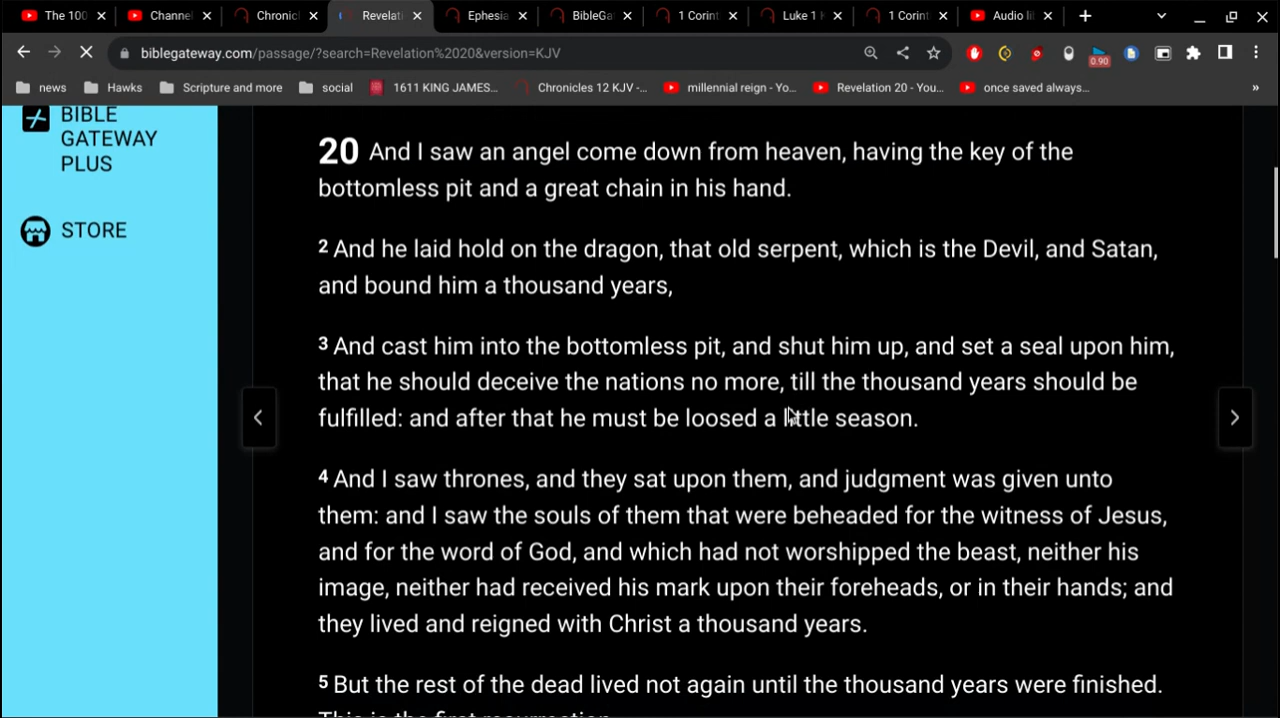 The 100
Channel
Chronicl
Revelati
Ephesia
BibleGa
1 Corint
Luke 1
1 Corint
Audio li
biblegateway.com/passage/?search=Revelation%2020&version=KJV
0.90
news
Hawks
Scripture and more
social
1611 KING JAMES...
Chronicles 12 KJV -...
millennial reign - Yo...
Revelation 20 - You...
once saved always...
»
BIBLE
GATEWAY
PLUS
STORE
20 And I saw an angel come down from heaven, having the key of the
bottomless pit and a great chain in his hand.
2 And he laid hold on the dragon, that old serpent, which is the Devil, and Satan,
and bound him a thousand years,
3 And cast him into the bottomless pit, and shut him up, and set a seal upon him,
that he should deceive the nations no more, till the thousand years should be
fulfilled: and after that he must be loosed a little season.
4 And I saw thrones, and they sat upon them, and judgment was given unto
them: and I saw the souls of them that were beheaded for the witness of Jesus,
and for the word of God, and which had not worshipped the beast, neither his
image, neither had received his mark upon their foreheads, or in their hands; and
they lived and reigned with Christ a thousand years.
5 But the rest of the dead lived not again until the thousand years were finished.
This is the first resurrection.